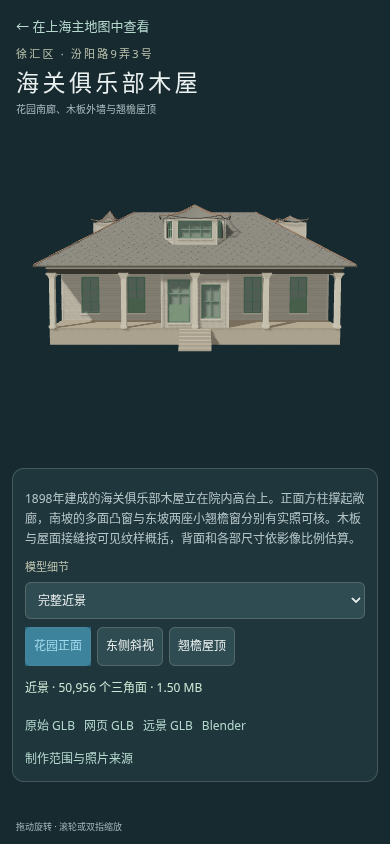 ← 在上海主地图中查看
徐汇区 · 汾阳路9弄3号
海关俱乐部木屋
花园南廊、木板外墙与翘檐屋顶
1898年建成的海关俱乐部木屋立在院内高台上。正面方柱撑起敞
廊，南坡的多面凸窗与东坡两座小翘檐窗分别有实照可核。木板
与屋面接缝按可见纹样概括，背面和各部尺寸依影像比例估算。
模型细节
完整近景
花园正面 东侧斜视 翘檐屋顶
近景 · 50,956 个三角面 · 1.50 MB
原始 GLB 网页 GLB 远景 GLB Blender
制作范围与照片来源
拖动旋转 · 滚轮或双指缩放